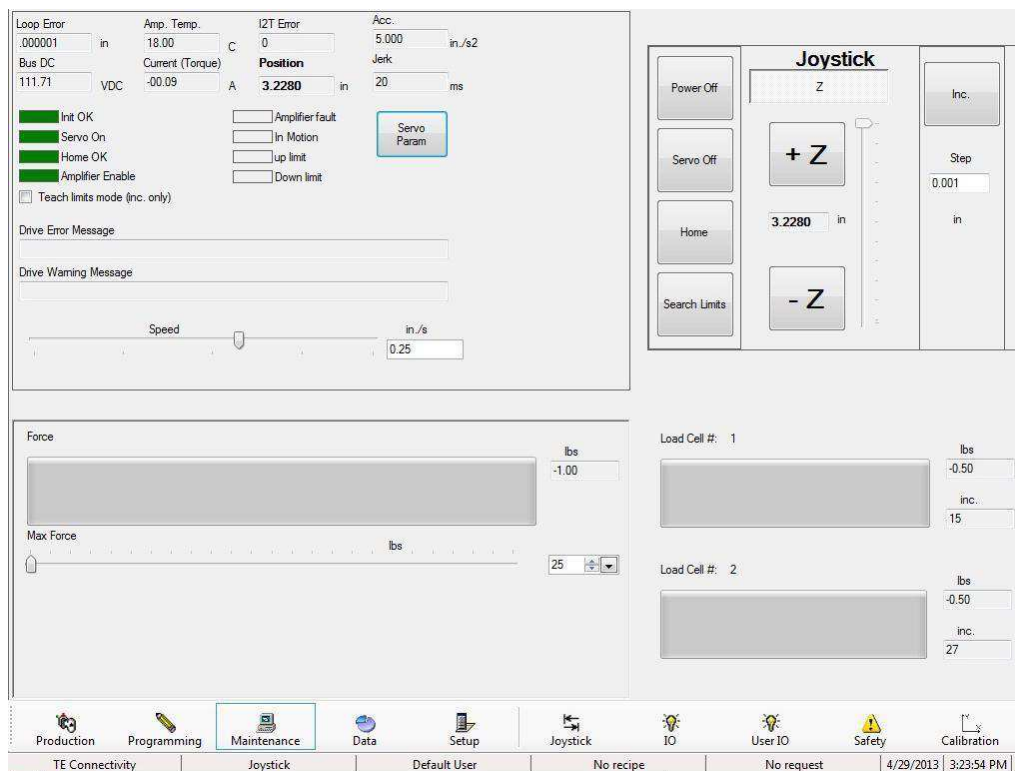 Loop Error Amp. Temp. I2T Error Acc.
.000001 in 18.00 C 0 5.000 in./s2
Bus DC Current (Torque) Position Jerk
111.71 VDC -00.09 A 3.2280 in 20 ms
Init OK Amplifier fault
Servo On In Motion
Home OK up limit
Amplifier Enable Down limit
Servo Param
Teach limits mode (inc. only)
Drive Error Message
Drive Warning Message
Speed in./s
0.25
Joystick
Z
Power Off
Servo Off
Home
Search Limits
+ Z
3.2280 in
- Z
Inc.
Step
0.001
in
Force
lbs
-1.00
Max Force lbs
25
Load Cell #: 1
lbs
-0.50
inc.
15
Load Cell #: 2
lbs
-0.50
inc.
27
Production Programming Maintenance Data Setup Joystick IO User IO Safety Calibration
TE Connectivity Joystick Default User No recipe No request 4/29/2013 3:23:54 PM